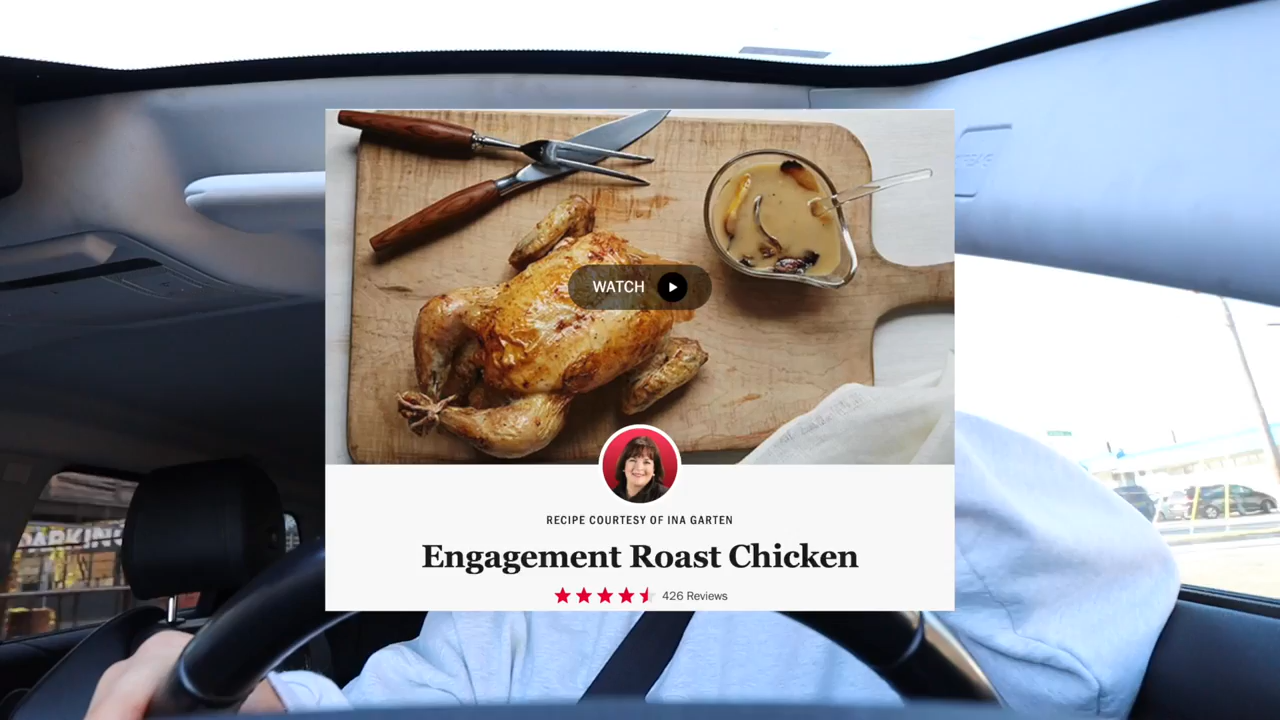 WATCH
RECIPE COURTESY OF INA GARTEN
Engagement Roast Chicken
426 Reviews
PARKING